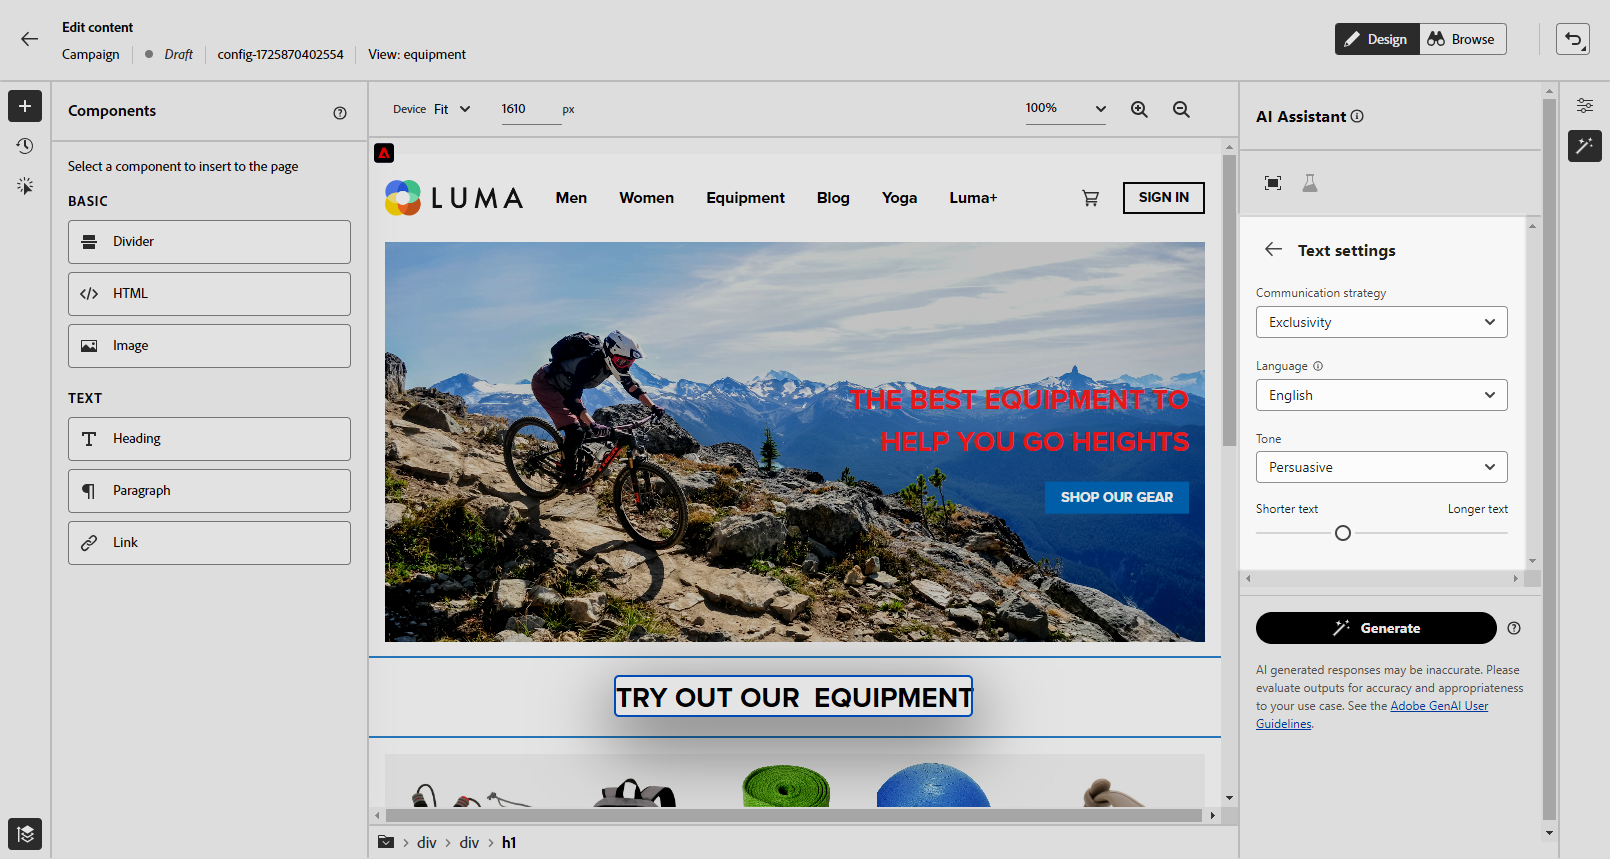 Edit content
Campaign Draft config-1725870402554 View: equipment
Design Browse
Components
Select a component to insert to the page
BASIC
Divider
HTML
Image
TEXT
Heading
Paragraph
Link
Device Fit 1610 px 100%
LUMA Men Women Equipment Blog Yoga Luma+ SIGN IN
THE BEST EQUIPMENT TO
HELP YOU GO HEIGHTS
SHOP OUR GEAR
TRY OUT OUR EQUIPMENT
div div h1
AI Assistant
Text settings
Communication strategy
Exclusivity
Language
English
Tone
Persuasive
Shorter text Longer text
Generate
AI generated responses may be inaccurate. Please
evaluate outputs for accuracy and appropriateness
to your use case. See the Adobe GenAI User
Guidelines.